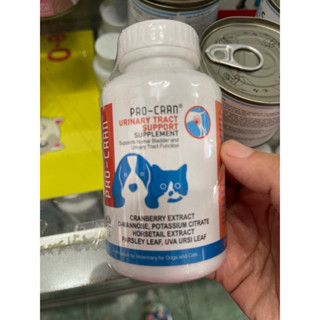 PRO-CRAN®
URINARY TRACT
SUPPORT
SUPPLEMENT
Supports Normal Bladder and
Urinary Tract Function
PRO-CRAN
CRANBERRY EXTRACT
D-MANNOSE, POTASSIUM CITRATE
HORSETAIL EXTRACT
PARSLEY LEAF, UVA URSI LEAF
Veterinary for Dogs and Cats